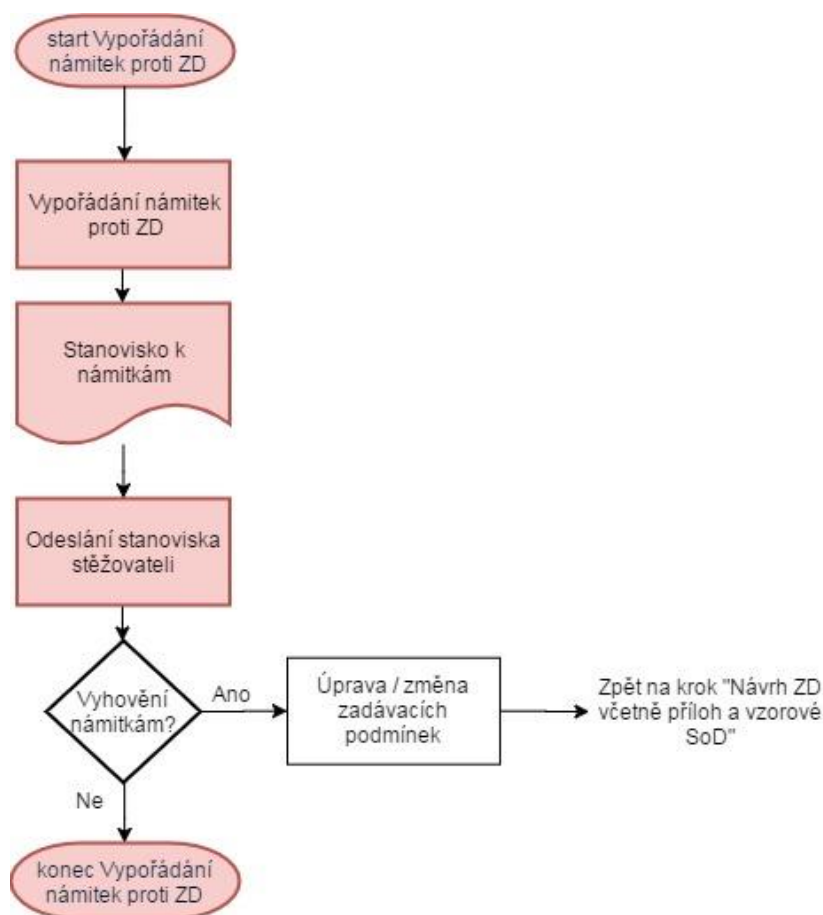 start Vypořádání
námitek proti ZD
Vypořádání námitek
proti ZD
Stanovisko k
námitkám
Odeslání stanoviska
stěžovateli
Vyhovění
námitkám?
Ano
Úprava / změna
zadávacích
podmínek
Zpět na krok "Návrh ZD
včetně příloh a vzorové
SoD"
Ne
konec Vypořádání
námitek proti ZD